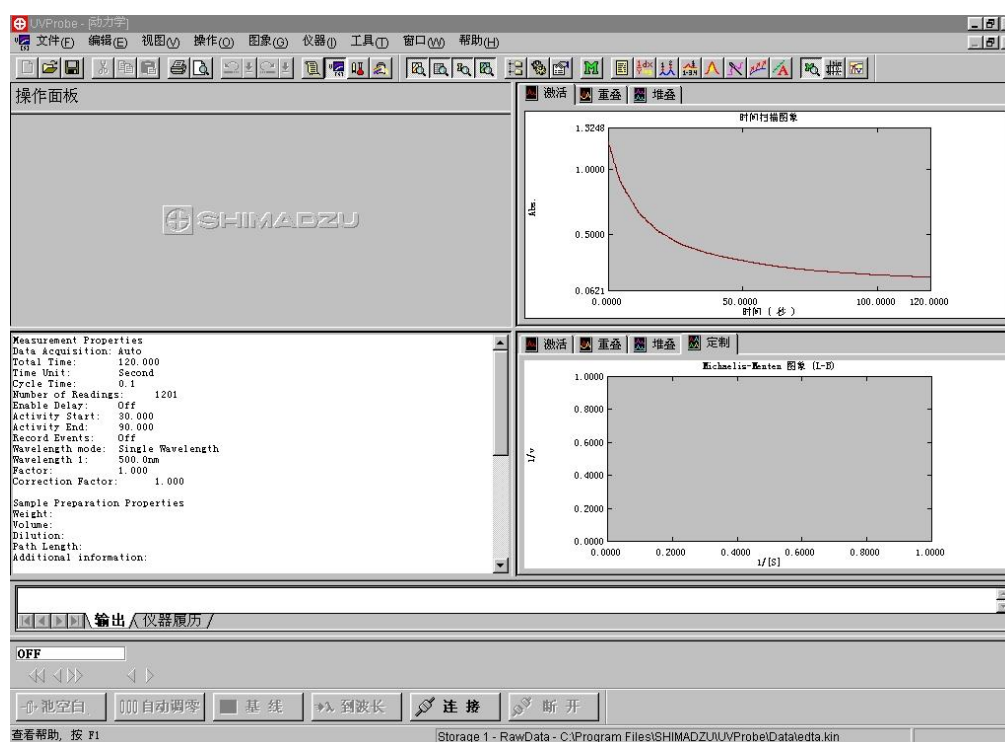 UVProbe - [动力学]
文件(F) 编辑(E) 视图(V) 操作(O) 图象(G) 仪器(I) 工具(T) 窗口(W) 帮助(H)
操作面板
SHIMADZU
激活 重叠 堆叠
时间扫描图象
1.3248
1.0000
Abs.
0.5000
0.0621
0.0000 50.0000 100.0000 120.0000
时间 ( 秒 )
Measurement Properties
Data Acquisition: Auto
Total Time: 120.000
Time Unit: Second
Cycle Time: 0.1
Number of Readings: 1201
Enable Delay: Off
Activity Start: 30.000
Activity End: 90.000
Record Events: Off
Wavelength mode: Single Wavelength
Wavelength 1: 500.0nm
Factor: 1.000
Correction Factor: 1.000
Sample Preparation Properties
Weight:
Volume:
Dilution:
Path Length:
Additional information:
激活 重叠 堆叠 定制
Michaelis-Menten 图象 (L-B)
1.0000
0.8000
0.6000
1/v
0.4000
0.2000
0.0000
0.0000 0.2000 0.4000 0.6000 0.8000 1.0000
1/[S]
输出 仪器履历
OFF
池空白 自动调零 基线 到波长 连接 断开
查看帮助, 按 F1
Storage 1 - RawData - C:\Program Files\SHIMADZU\UVProbe\Data\edta.kin